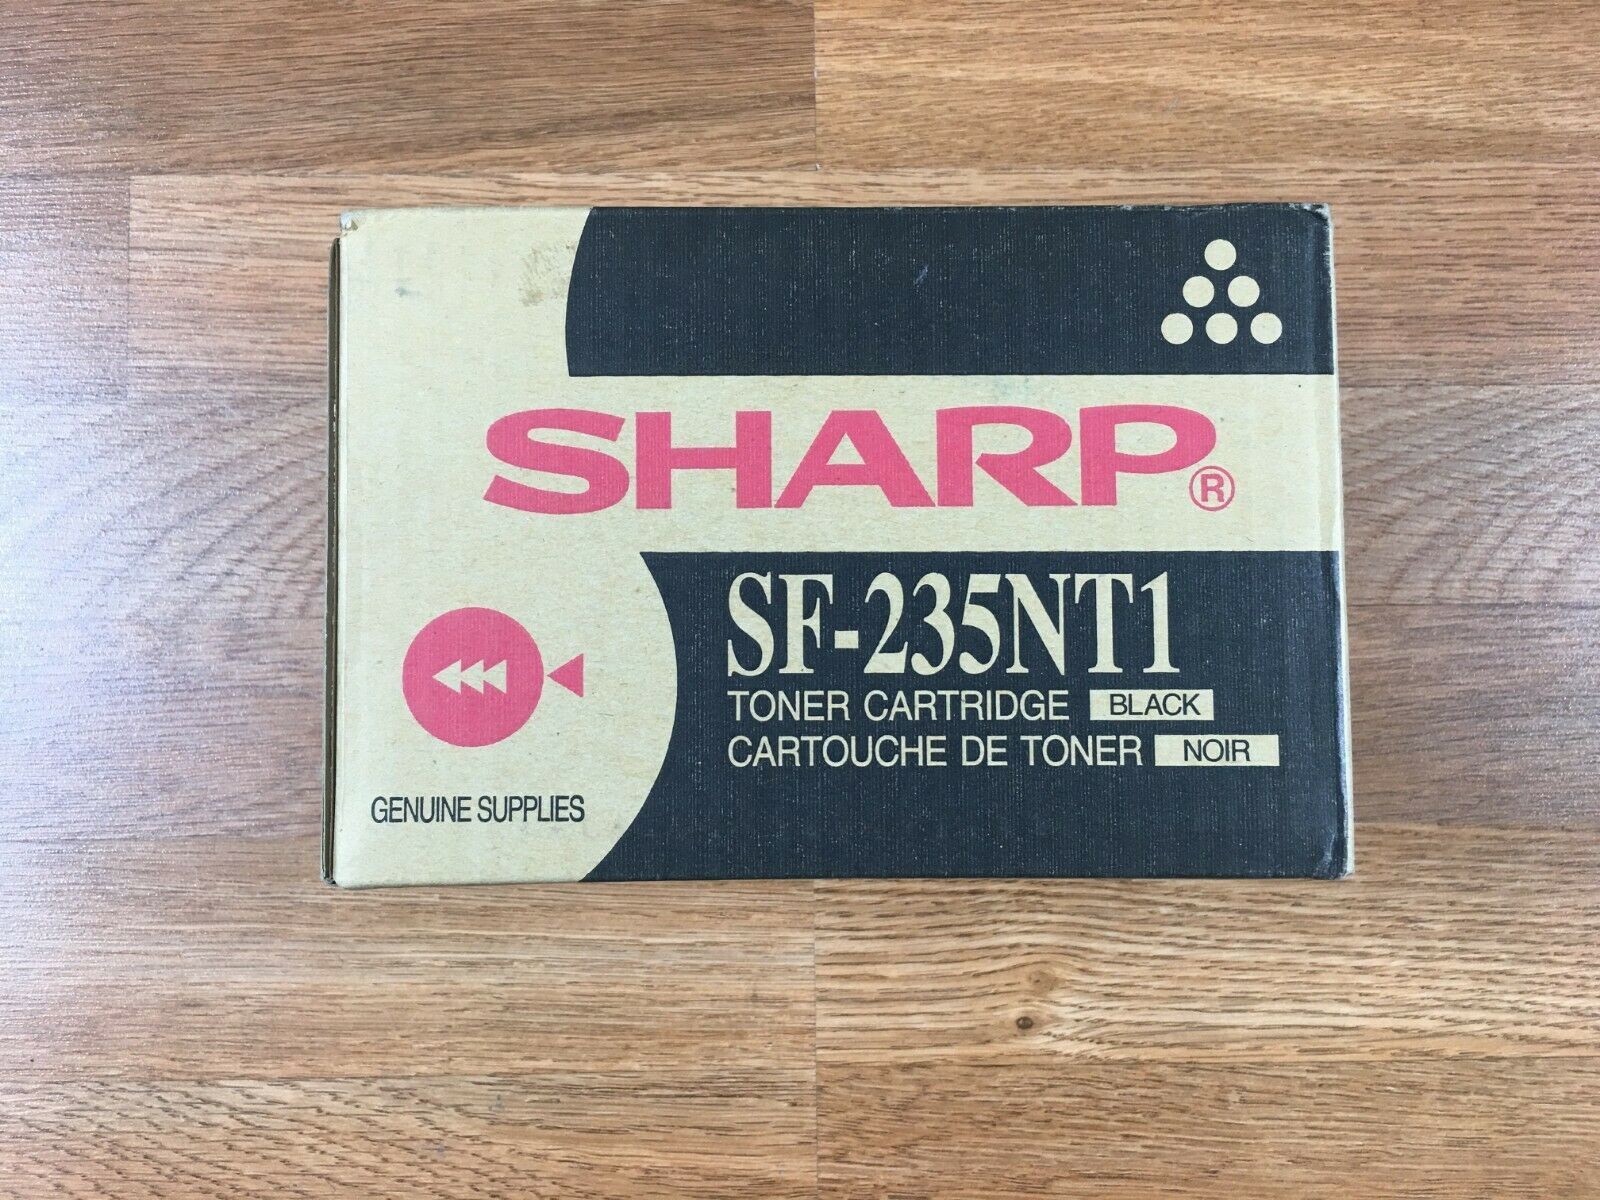 SHARP®
SF-235NT1
TONER CARTRIDGE BLACK
CARTOUCHE DE TONER NOIR
GENUINE SUPPLIES